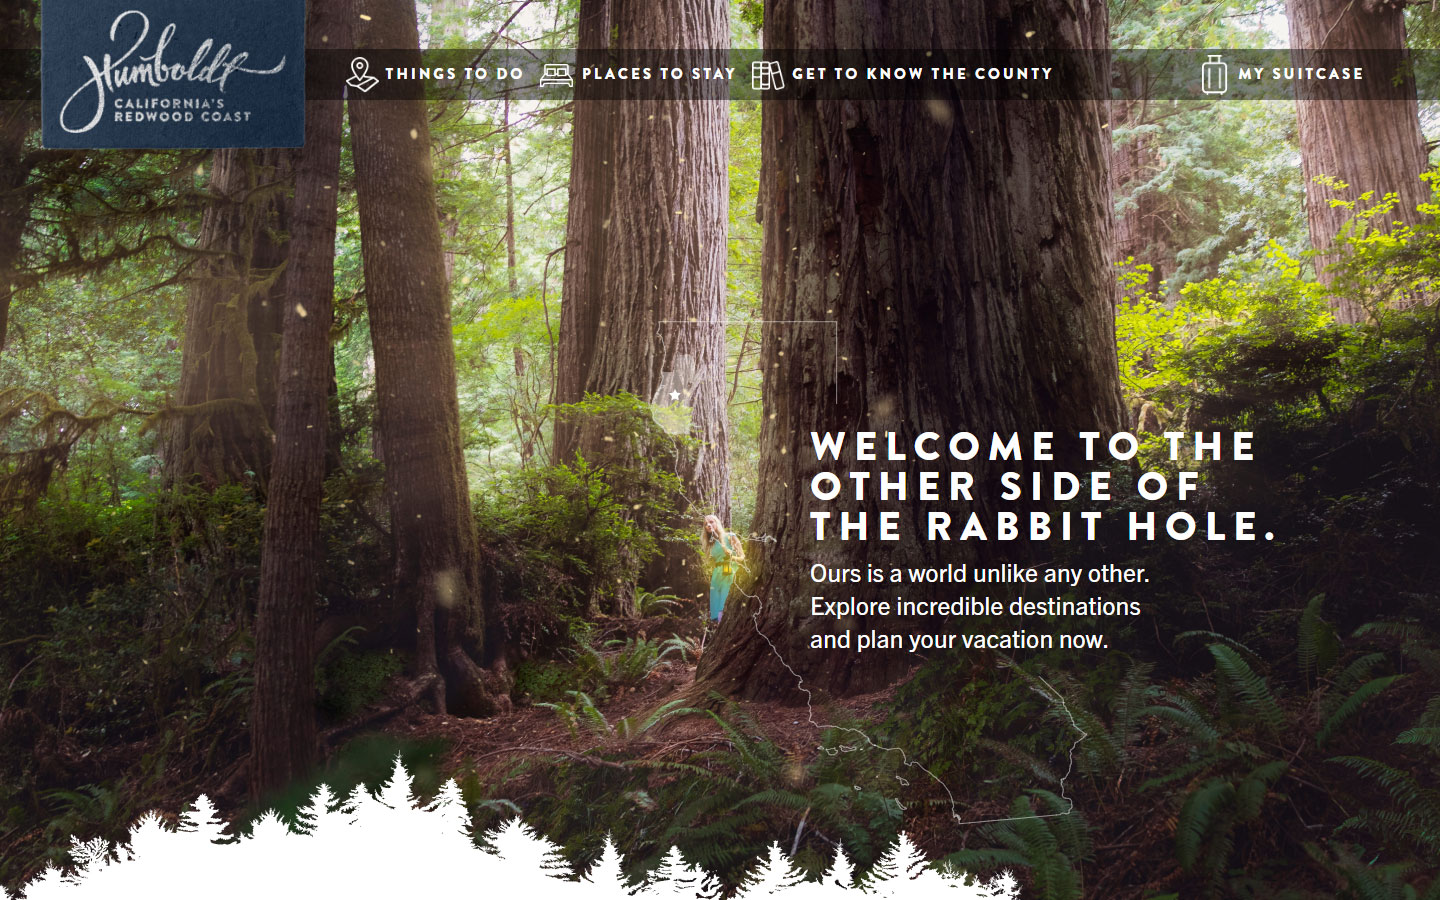 Humboldt
CALIFORNIA'S
REDWOOD COAST
THINGS TO DO
PLACES TO STAY
GET TO KNOW THE COUNTY
MY SUITCASE
WELCOME TO THE
OTHER SIDE OF
THE RABBIT HOLE.
Ours is a world unlike any other.
Explore incredible destinations
and plan your vacation now.